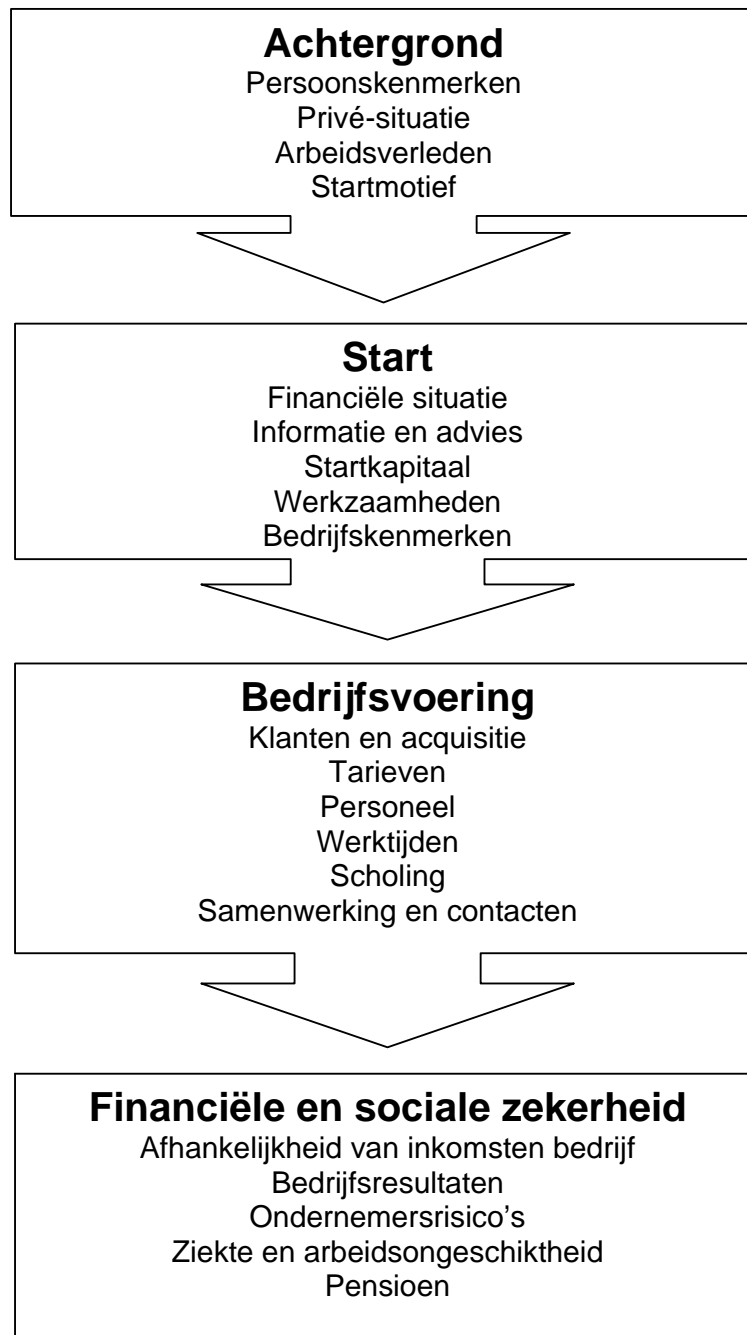 Achtergrond
Persoonskenmerken
Privé-situatie
Arbeidsverleden
Startmotief
Start
Financiële situatie
Informatie en advies
Startkapitaal
Werkzaamheden
Bedrijfskenmerken
Bedrijfsvoering
Klanten en acquisitie
Tarieven
Personeel
Werktijden
Scholing
Samenwerking en contacten
Financiële en sociale zekerheid
Afhankelijkheid van inkomsten bedrijf
Bedrijfsresultaten
Ondernemersrisico’s
Ziekte en arbeidsongeschiktheid
Pensioen